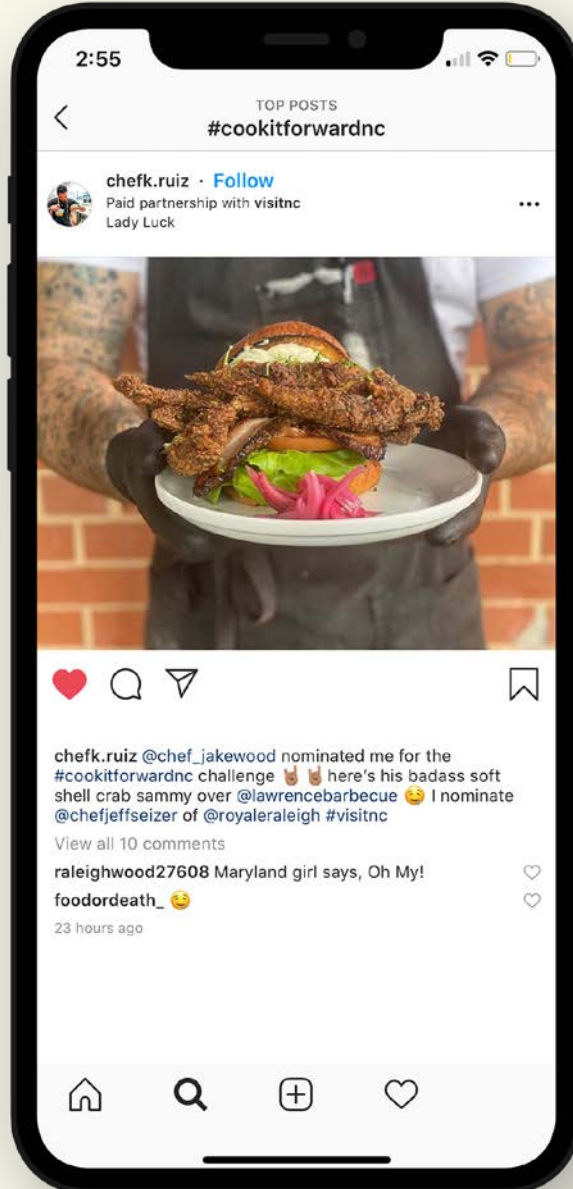 2:55
TOP POSTS
#cookitforwardnc
chefk.ruiz · Follow
Paid partnership with visitnc
Lady Luck
chefk.ruiz @chef_jakewood nominated me for the
#cookitforwardnc challenge 🤘🏽 🤘🏽 here's his badass soft
shell crab sammy over @lawrencebarbecue 🤤 I nominate
@chefjeffseizer of @royaleraleigh #visitnc
View all 10 comments
raleighwood27608 Maryland girl says, Oh My!
foodordeath_ 🤤
23 hours ago